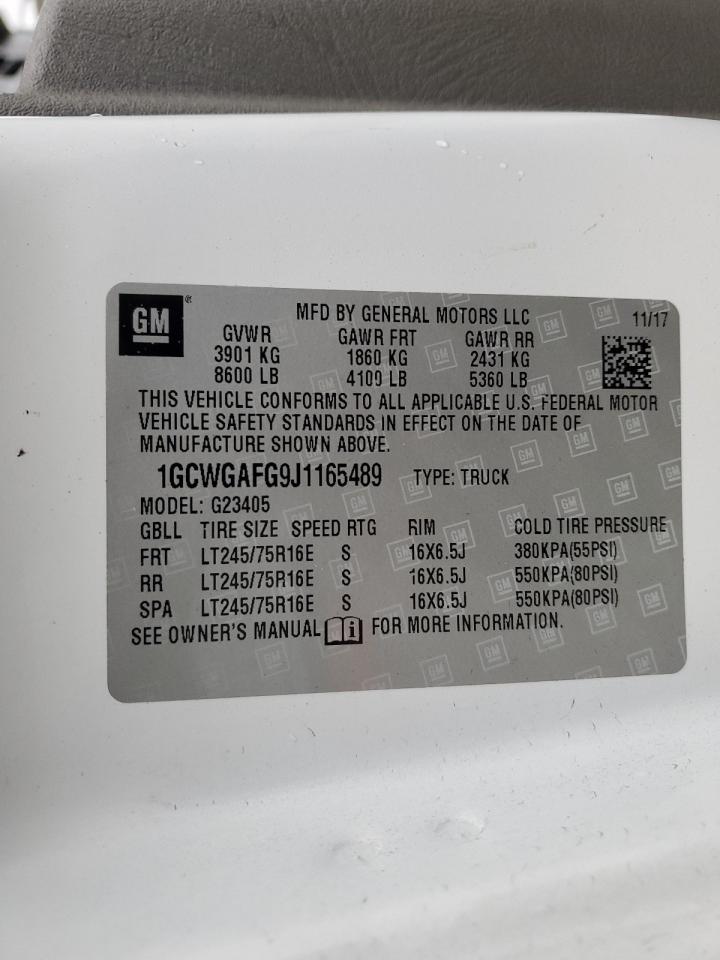 GM ®
MFD BY GENERAL MOTORS LLC 11/17
GVWR GAWR FRT GAWR RR
3901 KG 1860 KG 2431 KG
8600 LB 4100 LB 5360 LB
THIS VEHICLE CONFORMS TO ALL APPLICABLE U.S. FEDERAL MOTOR
VEHICLE SAFETY STANDARDS IN EFFECT ON THE DATE OF
MANUFACTURE SHOWN ABOVE.
1GCWGAFG9J1165489 TYPE: TRUCK
MODEL: G23405
GBLL TIRE SIZE SPEED RTG RIM COLD TIRE PRESSURE
FRT LT245/75R16E S 16X6.5J 380KPA(55PSI)
RR LT245/75R16E S 16X6.5J 550KPA(80PSI)
SPA LT245/75R16E S 16X6.5J 550KPA(80PSI)
SEE OWNER'S MANUAL i FOR MORE INFORMATION.